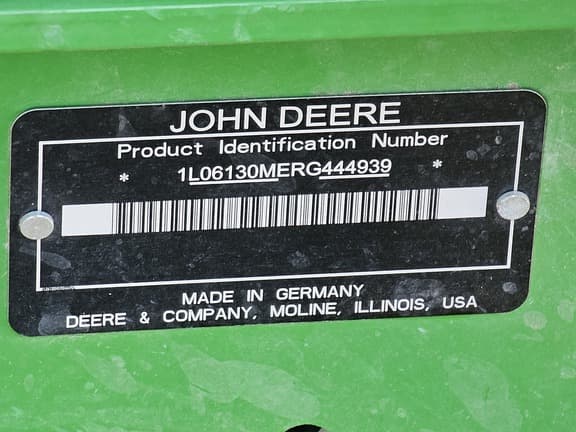 JOHN DEERE
Product Identification Number
* 1L06130MERG444939 *
MADE IN GERMANY
DEERE & COMPANY, MOLINE, ILLINOIS, USA